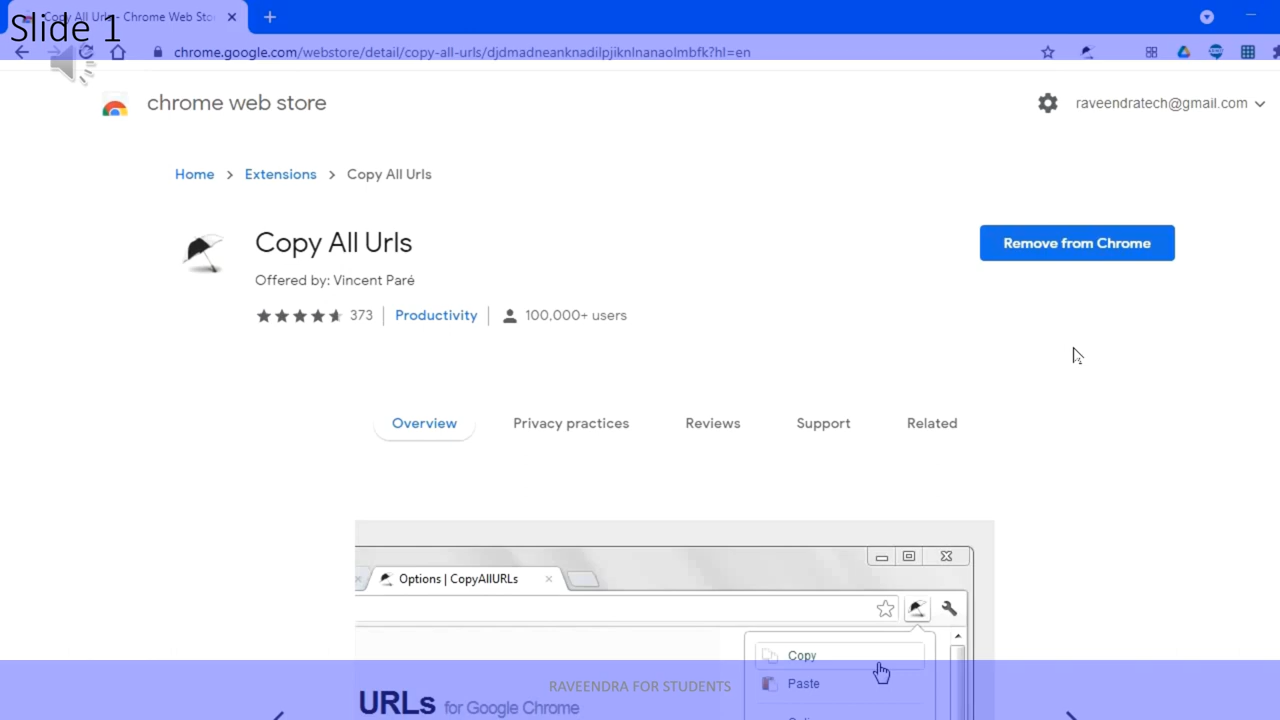 Copy All Urls - Chrome Web Sto
Slide 1
chrome.google.com/webstore/detail/copy-all-urls/djdmadneanknadilpjiknlnanaolmbfk?hl=en
chrome web store
raveendratech@gmail.com
Home > Extensions > Copy All Urls
Copy All Urls
Remove from Chrome
Offered by: Vincent Paré
373 | Productivity | 100,000+ users
Overview Privacy practices Reviews Support Related
Options | CopyAllURLs
Copy
RAVEENDRA FOR STUDENTS
Paste
URLs for Google Chrome